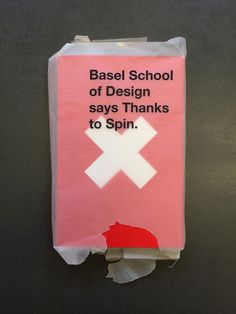 Basel School
of Design
says Thanks
to Spin.